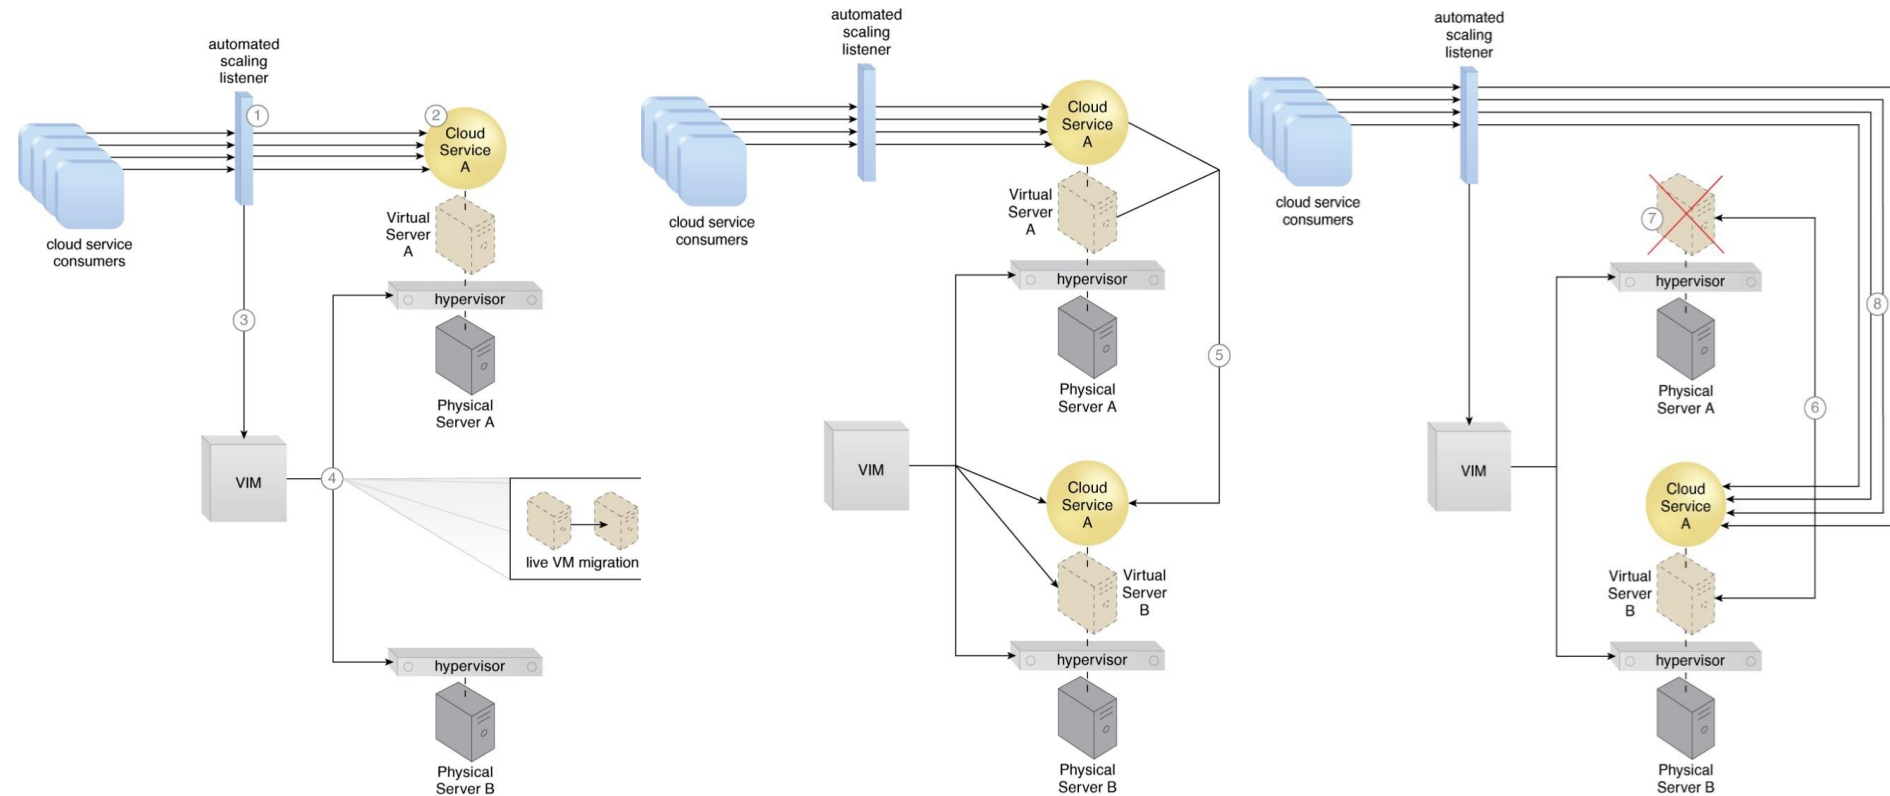 automated
scaling
listener
1
2
Cloud
Service
A
Virtual
Server
A
cloud service
consumers
3
hypervisor
Physical
Server A
VIM
4
live VM migration
hypervisor
Physical
Server B
automated
scaling
listener
Cloud
Service
A
Virtual
Server
A
cloud service
consumers
hypervisor
5
Physical
Server A
VIM
Cloud
Service
A
Virtual
Server
B
hypervisor
Physical
Server B
automated
scaling
listener
cloud service
consumers
7
hypervisor
8
Physical
Server A
6
VIM
Cloud
Service
A
Virtual
Server
B
hypervisor
Physical
Server B